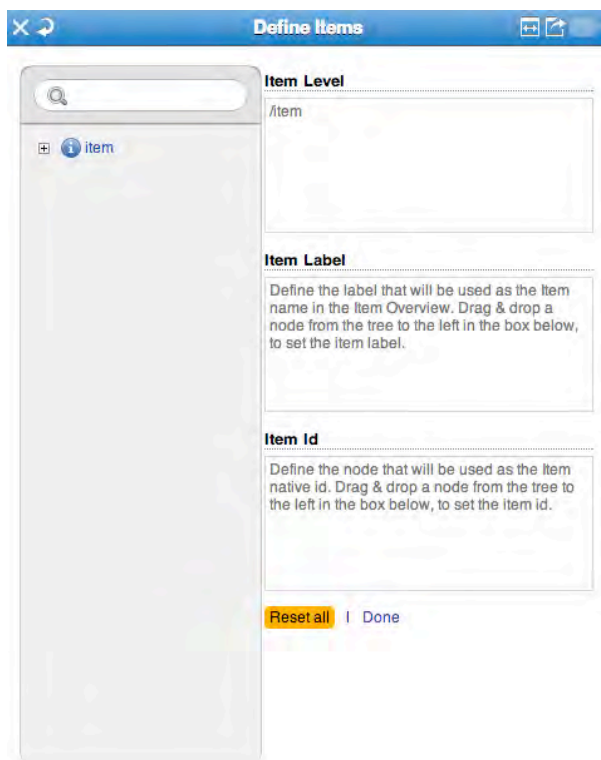 Define Items
item
Item Level
/item
Item Label
Define the label that will be used as the Item
name in the Item Overview. Drag & drop a
node from the tree to the left in the box below,
to set the item label.
Item Id
Define the node that will be used as the Item
native id. Drag & drop a node from the tree to
the left in the box below, to set the item id.
Reset all | Done